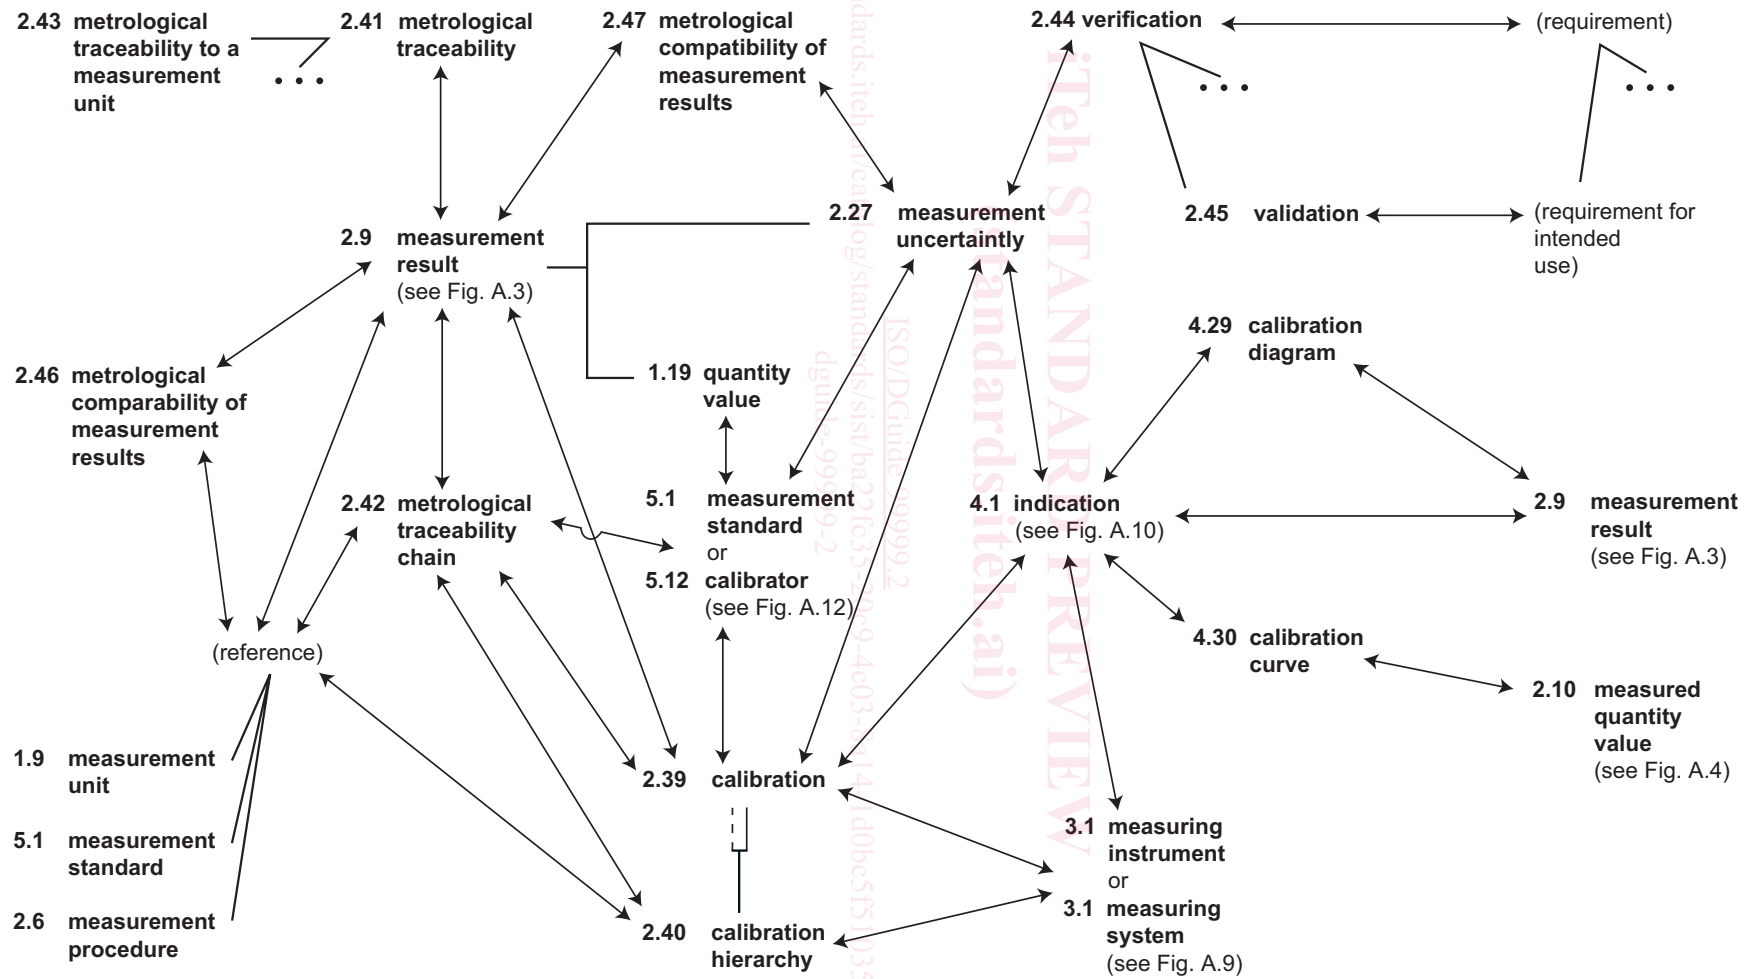 2.43 metrological
traceability to a
measurement
unit
2.41 metrological
traceability
2.47 metrological
compatibility of
measurement
results
2.44 verification
(requirement)
2.9 measurement
result
(see Fig. A.3)
2.27 measurement
uncertaintly
2.45 validation
(requirement for
intended
use)
2.46 metrological
comparability of
measurement
results
1.19 quantity
value
4.29 calibration
diagram
2.42 metrological
traceability
chain
5.1 measurement
standard
or
5.12 calibrator
(see Fig. A.12)
4.1 indication
(see Fig. A.10)
2.9 measurement
result
(see Fig. A.3)
(reference)
4.30 calibration
curve
2.10 measured
quantity
value
(see Fig. A.4)
1.9 measurement
unit
5.1 measurement
standard
2.6 measurement
procedure
2.39 calibration
2.40 calibration
hierarchy
3.1 measuring
instrument
or
3.1 measuring
system
(see Fig. A.9)
iTeh STANDARD PREVIEW
(standards.iteh.ai)
ISO/DGuide 99999.2
dguide-99999-2